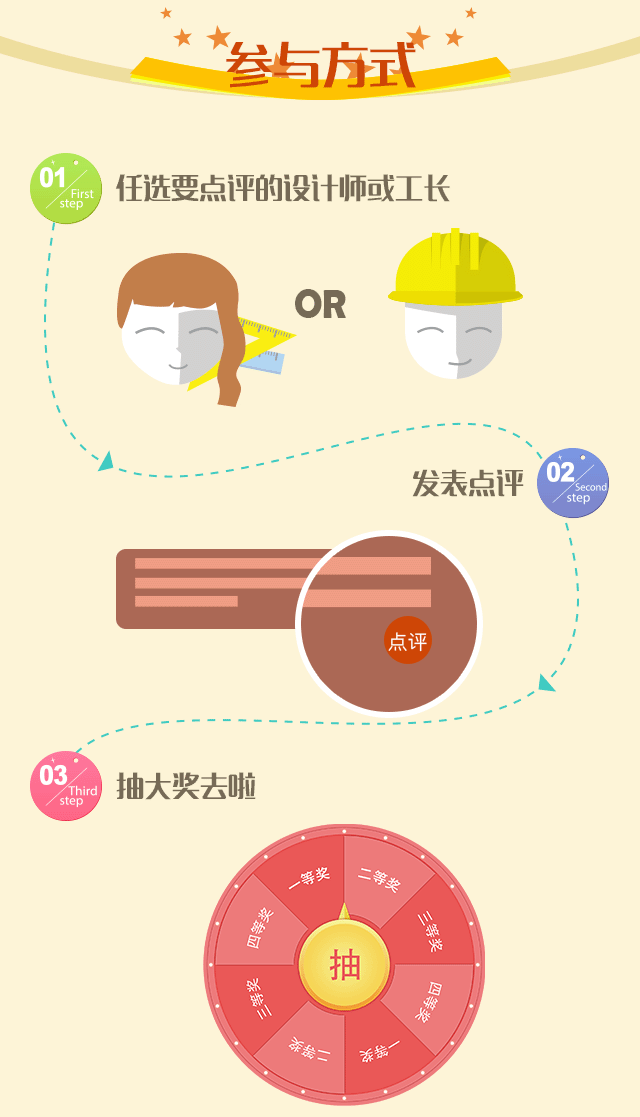 参与方式
01
First
step
任选要点评的设计师或工长
OR
发表点评
02
Second
step
点评
03
Third
step
抽大奖去啦
一等奖
二等奖
三等奖
四等奖
一等奖
二等奖
三等奖
四等奖
抽